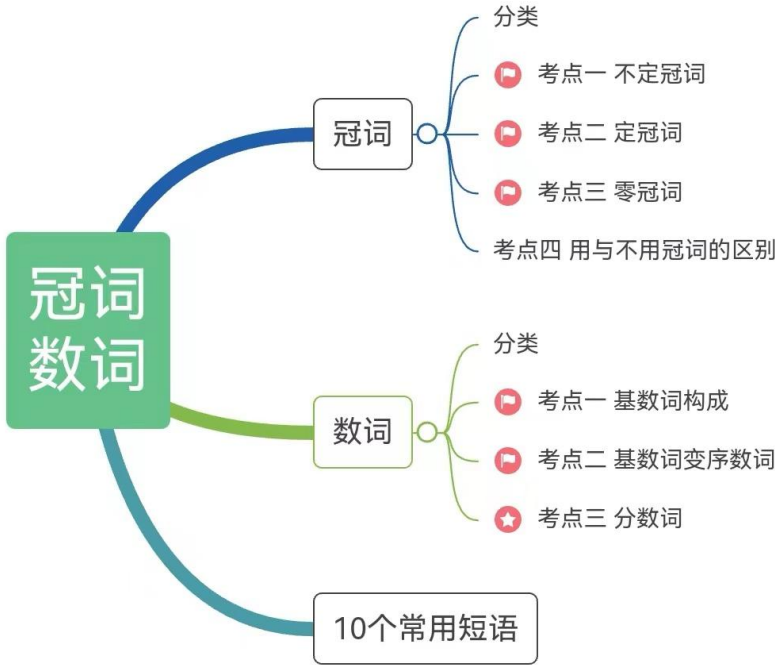 冠词
数词
冠词
分类
考点一 不定冠词
考点二 定冠词
考点三 零冠词
考点四 用与不用冠词的区别
数词
分类
考点一 基数词构成
考点二 基数词变序数词
考点三 分数词
10个常用短语